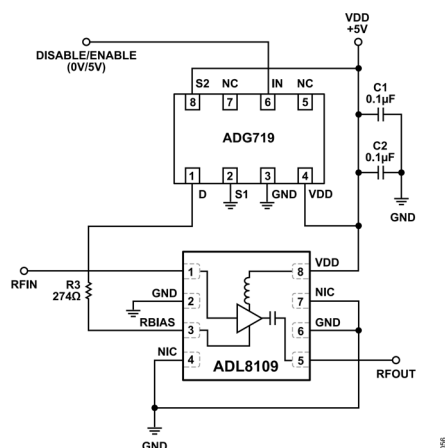 VDD
+5V
DISABLE/ENABLE
(0V/5V)
S2 NC IN NC
8 7 6 5
C1
0.1µF
ADG719
C2
0.1µF
1 2 3 4
D S1 GND VDD
GND
RFIN
R3
274Ω
1 8 VDD
GND 2 7 NIC
RBIAS 3 6 GND
NIC 4 5
ADL8109
RFOUT
GND